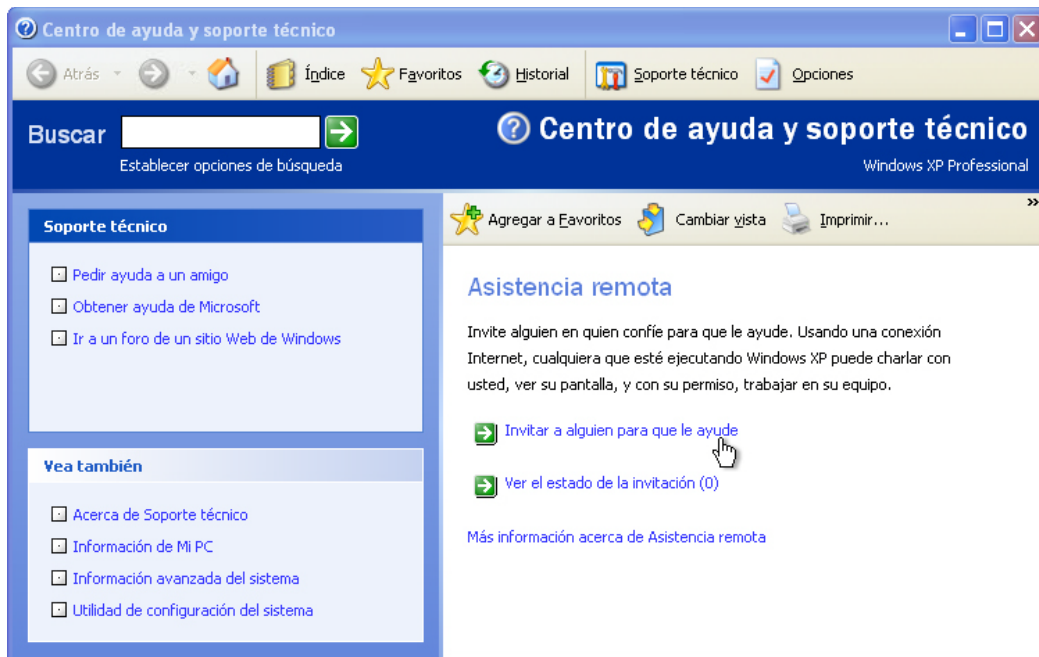 Centro de ayuda y soporte técnico
Atrás Índice Favoritos Historial Soporte técnico Opciones
Buscar
Establecer opciones de búsqueda
Centro de ayuda y soporte técnico
Windows XP Professional
Soporte técnico
Pedir ayuda a un amigo
Obtener ayuda de Microsoft
Ir a un foro de un sitio Web de Windows
Vea también
Acerca de Soporte técnico
Información de Mi PC
Información avanzada del sistema
Utilidad de configuración del sistema
Agregar a Favoritos Cambiar vista Imprimir... »
Asistencia remota
Invite alguien en quien confíe para que le ayude. Usando una conexión
Internet, cualquiera que esté ejecutando Windows XP puede charlar con
usted, ver su pantalla, y con su permiso, trabajar en su equipo.
Invitar a alguien para que le ayude
Ver el estado de la invitación (0)
Más información acerca de Asistencia remota